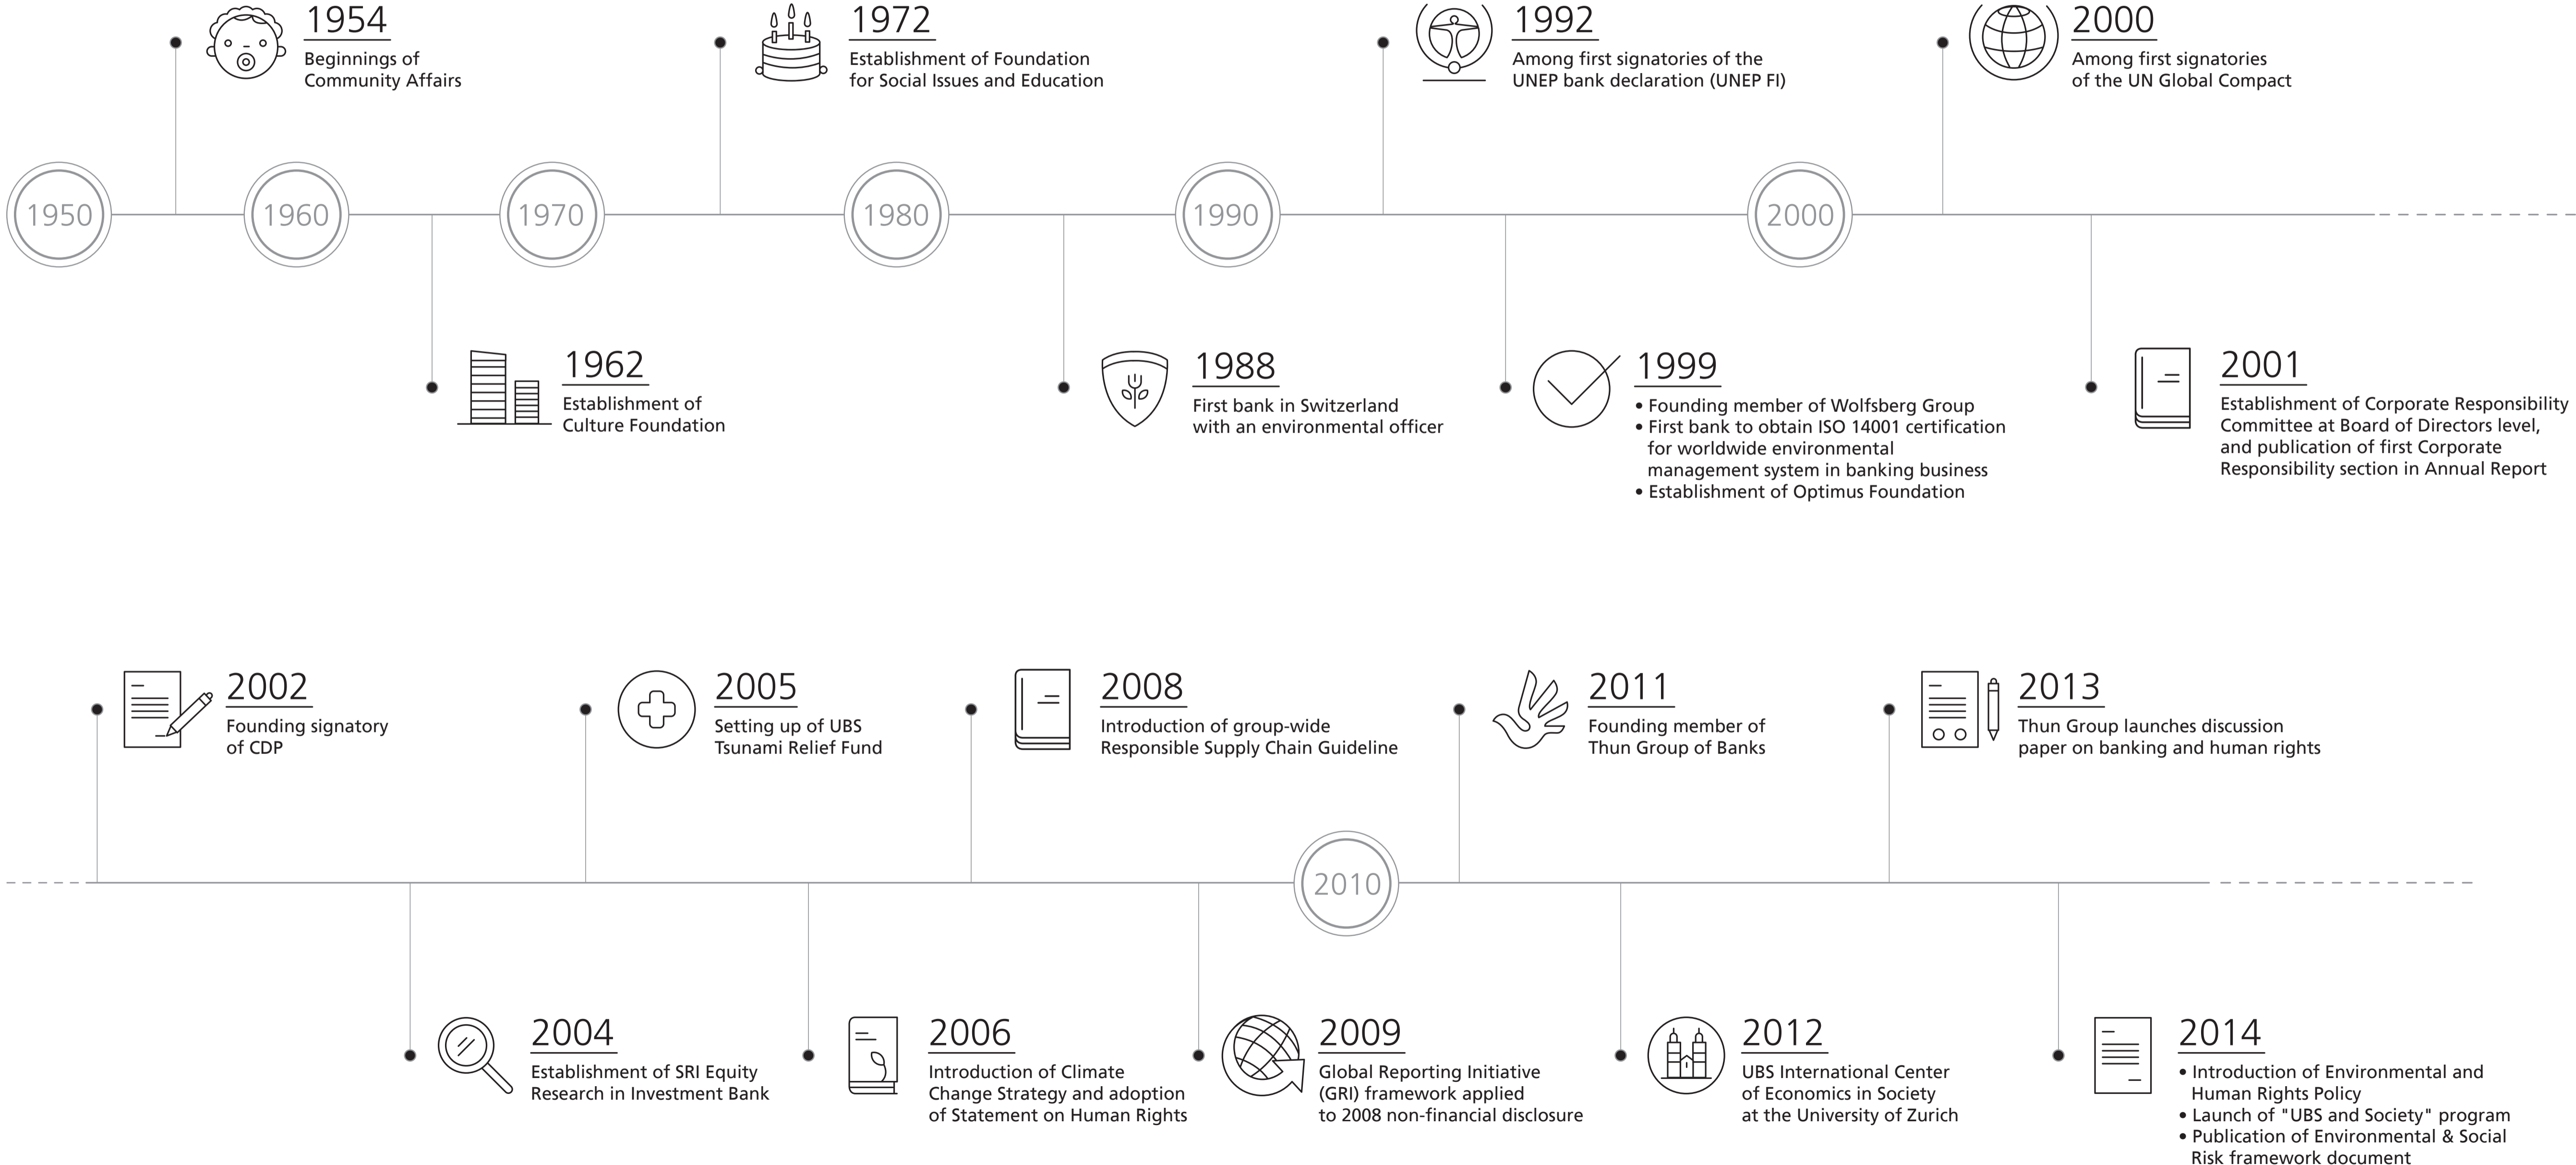 1954
Beginnings of
Community Affairs
1972
Establishment of Foundation
for Social Issues and Education
1992
Among first signatories of the
UNEP bank declaration (UNEP FI)
2000
Among first signatories
of the UN Global Compact
1950
1960
1970
1980
1990
2000
1962
Establishment of
Culture Foundation
1988
First bank in Switzerland
with an environmental officer
1999
• Founding member of Wolfsberg Group
• First bank to obtain ISO 14001 certification
for worldwide environmental
management system in banking business
• Establishment of Optimus Foundation
2001
Establishment of Corporate Responsibility
Committee at Board of Directors level,
and publication of first Corporate
Responsibility section in Annual Report
2002
Founding signatory
of CDP
2005
Setting up of UBS
Tsunami Relief Fund
2008
Introduction of group-wide
Responsible Supply Chain Guideline
2011
Founding member of
Thun Group of Banks
2013
Thun Group launches discussion
paper on banking and human rights
2010
2004
Establishment of SRI Equity
Research in Investment Bank
2006
Introduction of Climate
Change Strategy and adoption
of Statement on Human Rights
2009
Global Reporting Initiative
(GRI) framework applied
to 2008 non-financial disclosure
2012
UBS International Center
of Economics in Society
at the University of Zurich
2014
• Introduction of Environmental and
Human Rights Policy
• Launch of "UBS and Society" program
• Publication of Environmental & Social
Risk framework document